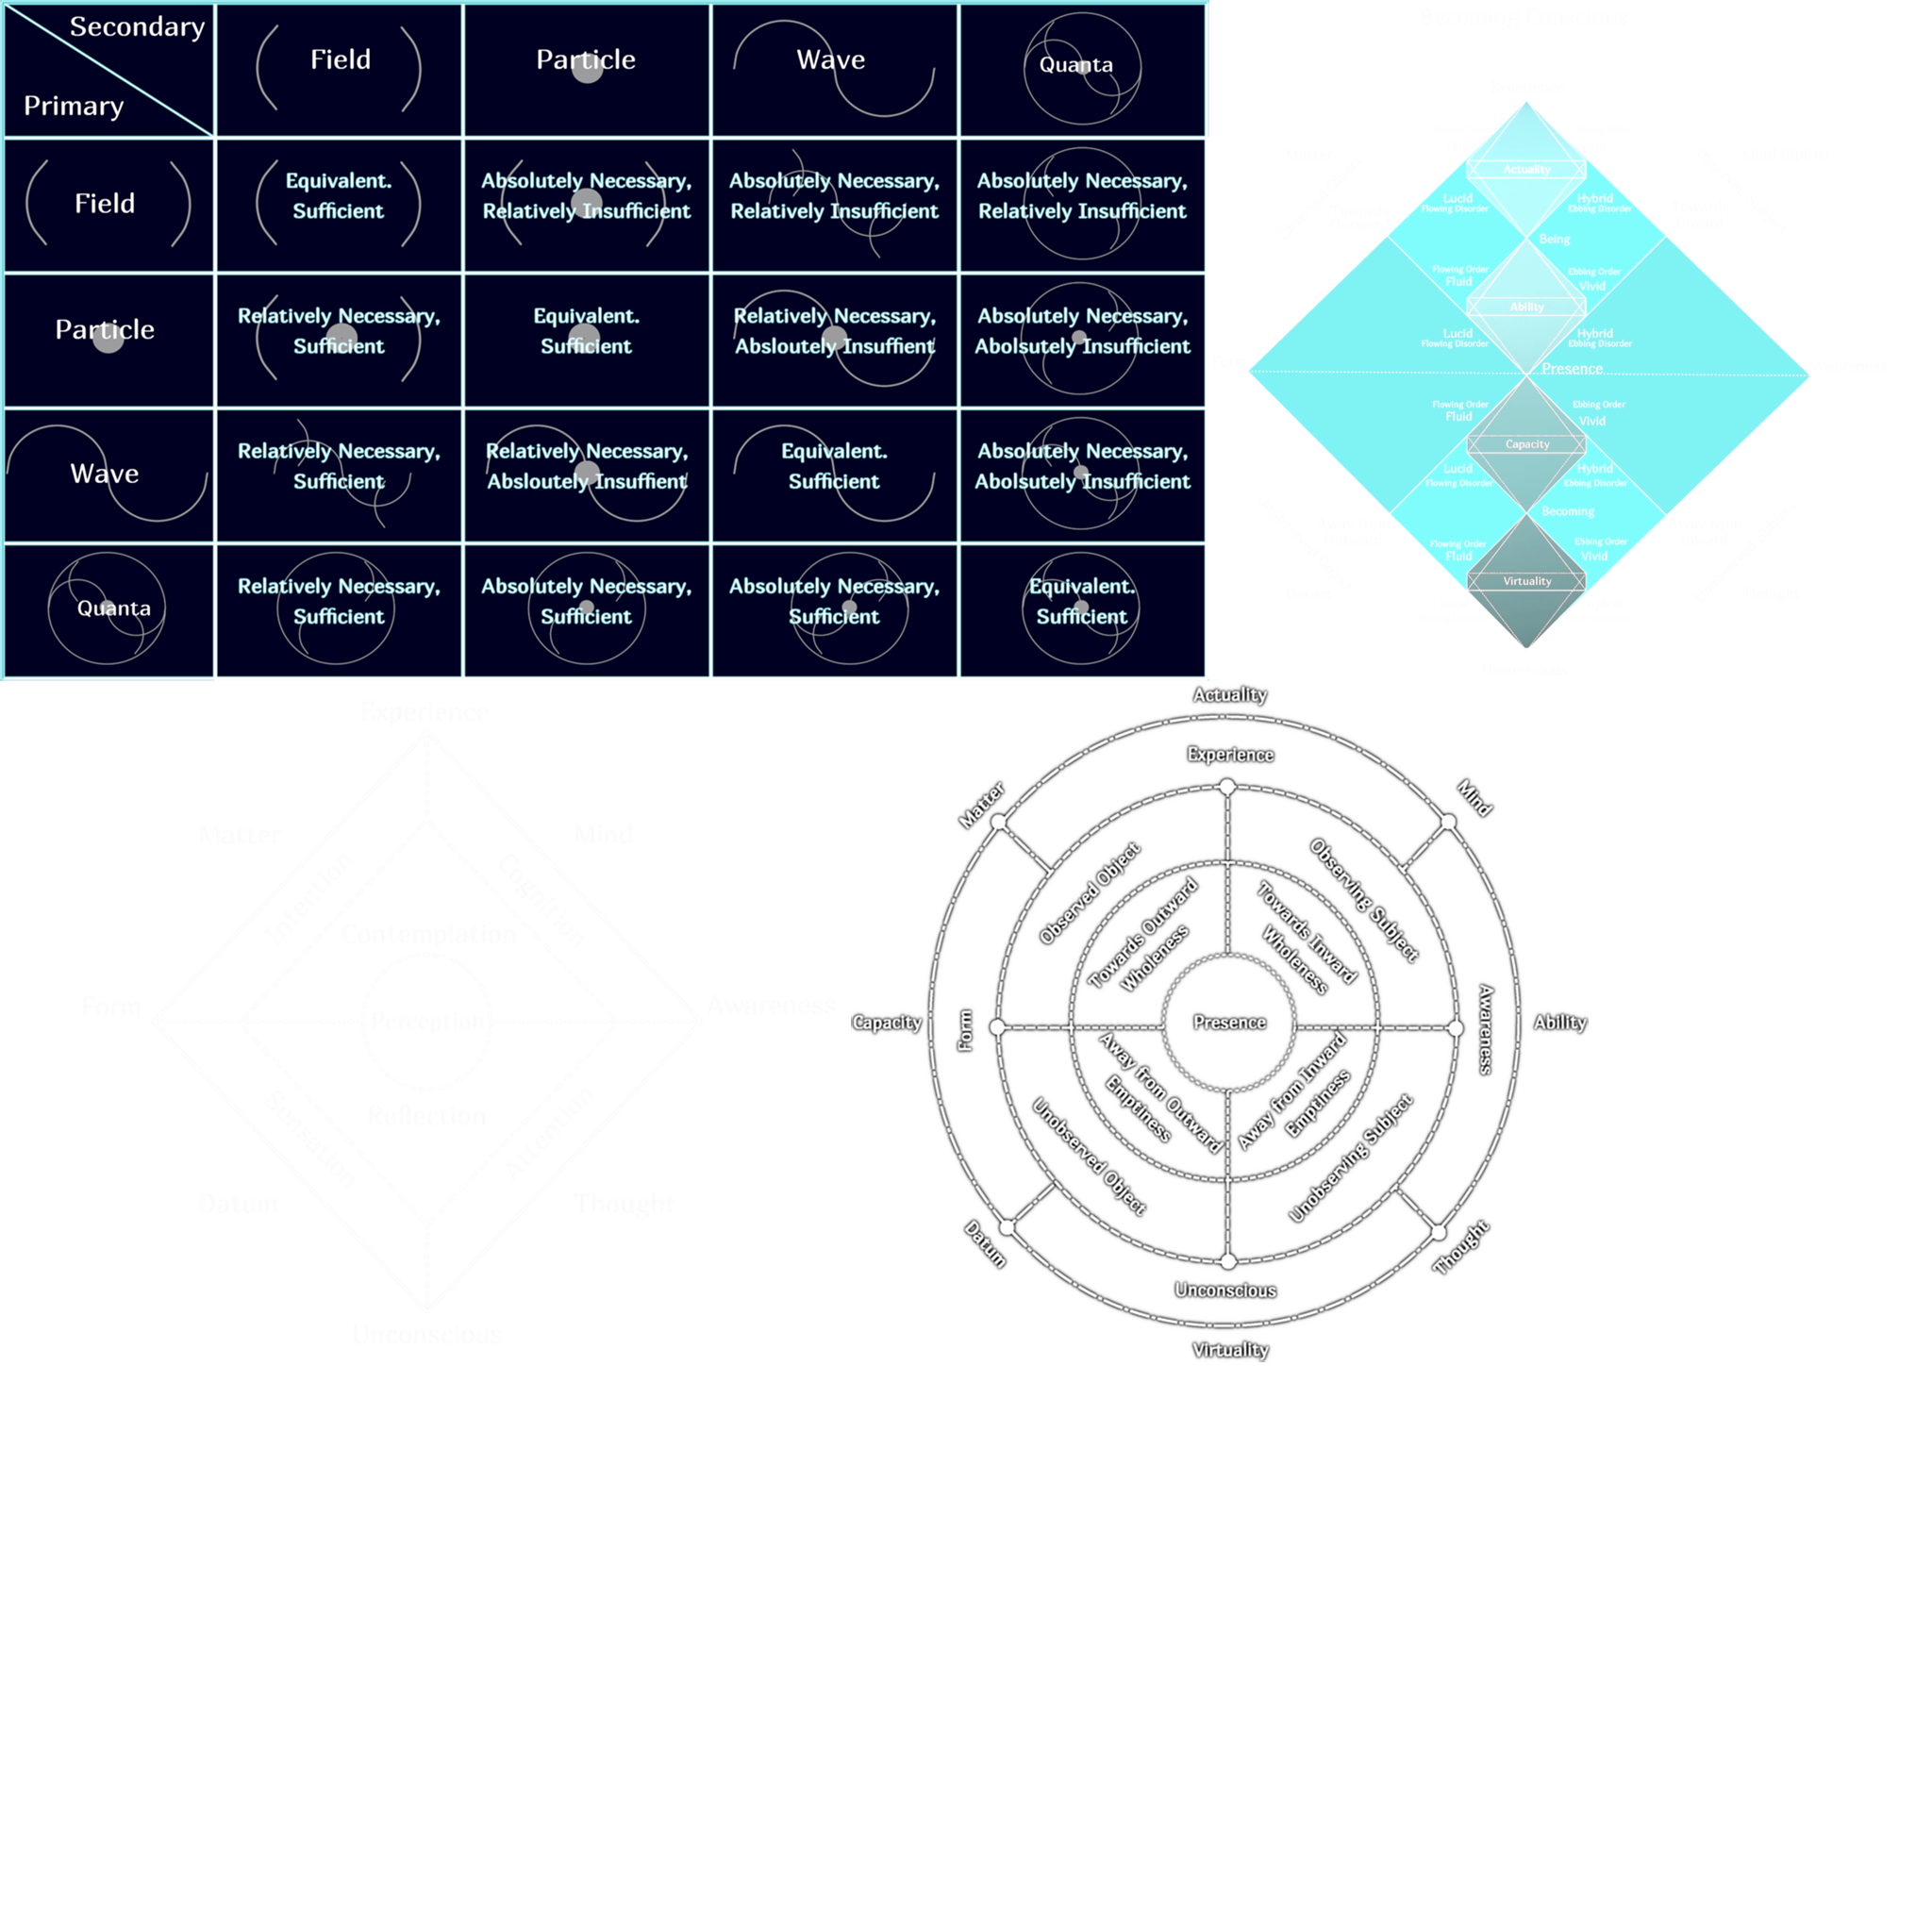 Secondary
Primary
Field
Particle
Wave
Quanta
Field
Equivalent.
Sufficient
Absolutely Necessary,
Relatively Insufficient
Absolutely Necessary,
Relatively Insufficient
Absolutely Necessary,
Relatively Insufficient
Particle
Relatively Necessary,
Sufficient
Equivalent.
Sufficient
Relatively Necessary,
Absloutely Insuffient
Absolutely Necessary,
Abolsutely Insufficient
Wave
Relatively Necessary,
Sufficient
Relatively Necessary,
Absloutely Insuffient
Equivalent.
Sufficient
Absolutely Necessary,
Abolsutely Insufficient
Quanta
Relatively Necessary,
Sufficient
Absolutely Necessary,
Sufficient
Absolutely Necessary,
Sufficient
Equivalent.
Sufficient
Actuality
Lucid
Flowing Disorder
Hybrid
Ebbing Disorder
Being
Flowing Order
Fluid
Ebbing Order
Vivid
Ability
Lucid
Flowing Disorder
Hybrid
Ebbing Disorder
Presence
Flowing Order
Fluid
Ebbing Order
Vivid
Capacity
Lucid
Flowing Disorder
Hybrid
Ebbing Disorder
Becoming
Flowing Order
Fluid
Ebbing Order
Vivid
Virtuality
Experience
Matter
Mind
Intention
Cognition
Contemplation
Form
Perception
Awareness
Reflection
Sensation
Datum
Thought
Unconscious
Actuality
Experience
Matter
Mind
Observed Object
Observing Subject
Towards Outward
Wholeness
Towards Inward
Wholeness
Capacity
Form
Presence
Awareness
Ability
Away from Outward
Emptiness
Away from Inward
Emptiness
Unobserved Object
Unobserving Subject
Datum
Thought
Unconscious
Virtuality